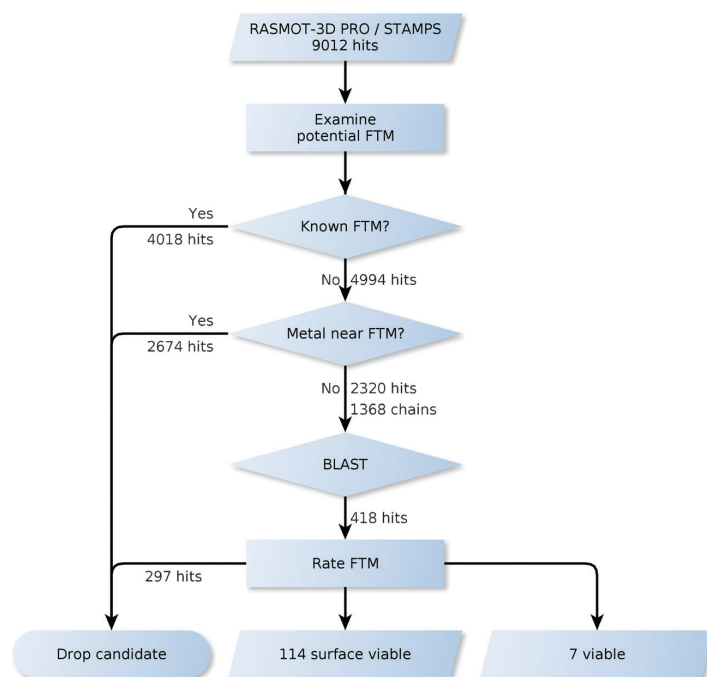 RASMOT-3D PRO / STAMPS
9012 hits
Examine
potential FTM
Known FTM?
Yes
4018 hits
No 4994 hits
Metal near FTM?
Yes
2674 hits
No 2320 hits
1368 chains
BLAST
418 hits
Rate FTM
297 hits
Drop candidate
114 surface viable
7 viable